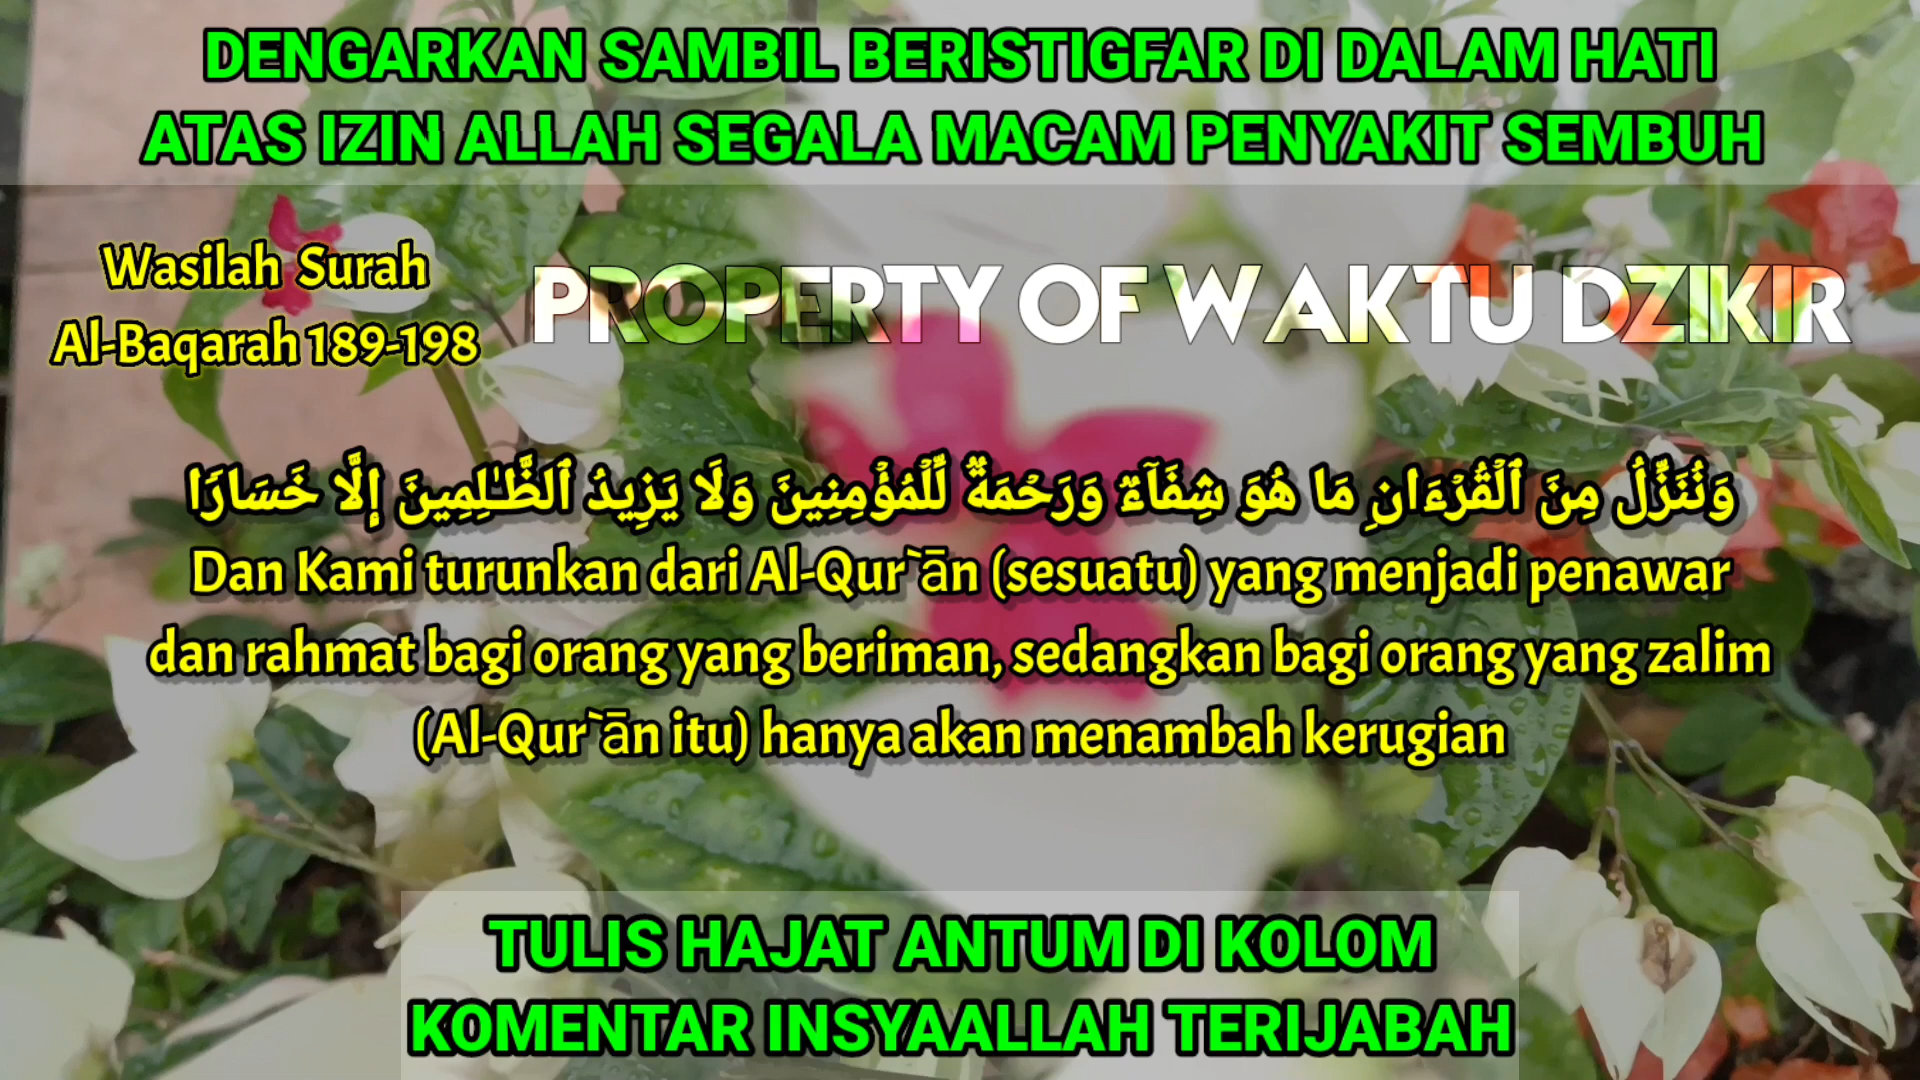 DENGARKAN SAMBIL BERISTIGFAR DI DALAM HATI
ATAS IZIN ALLAH SEGALA MACAM PENYAKIT SEMBUH
Wasilah Surah
Al-Baqarah 189-198
PROPERTY OF WAKTU DZIKIR
وَنُنَزِّلُ مِنَ ٱلْقُرْءَانِ مَا هُوَ شِفَآءٌ وَرَحْمَةٌ لِّلْمُؤْمِنِينَ وَلَا يَزِيدُ ٱلظَّـٰلِمِينَ إِلَّا خَسَارًا
Dan Kami turunkan dari Al-Qur`ān (sesuatu) yang menjadi penawar
dan rahmat bagi orang yang beriman, sedangkan bagi orang yang zalim
(Al-Qur`ān itu) hanya akan menambah kerugian
TULIS HAJAT ANTUM DI KOLOM
KOMENTAR INSYAALLAH TERIJABAH